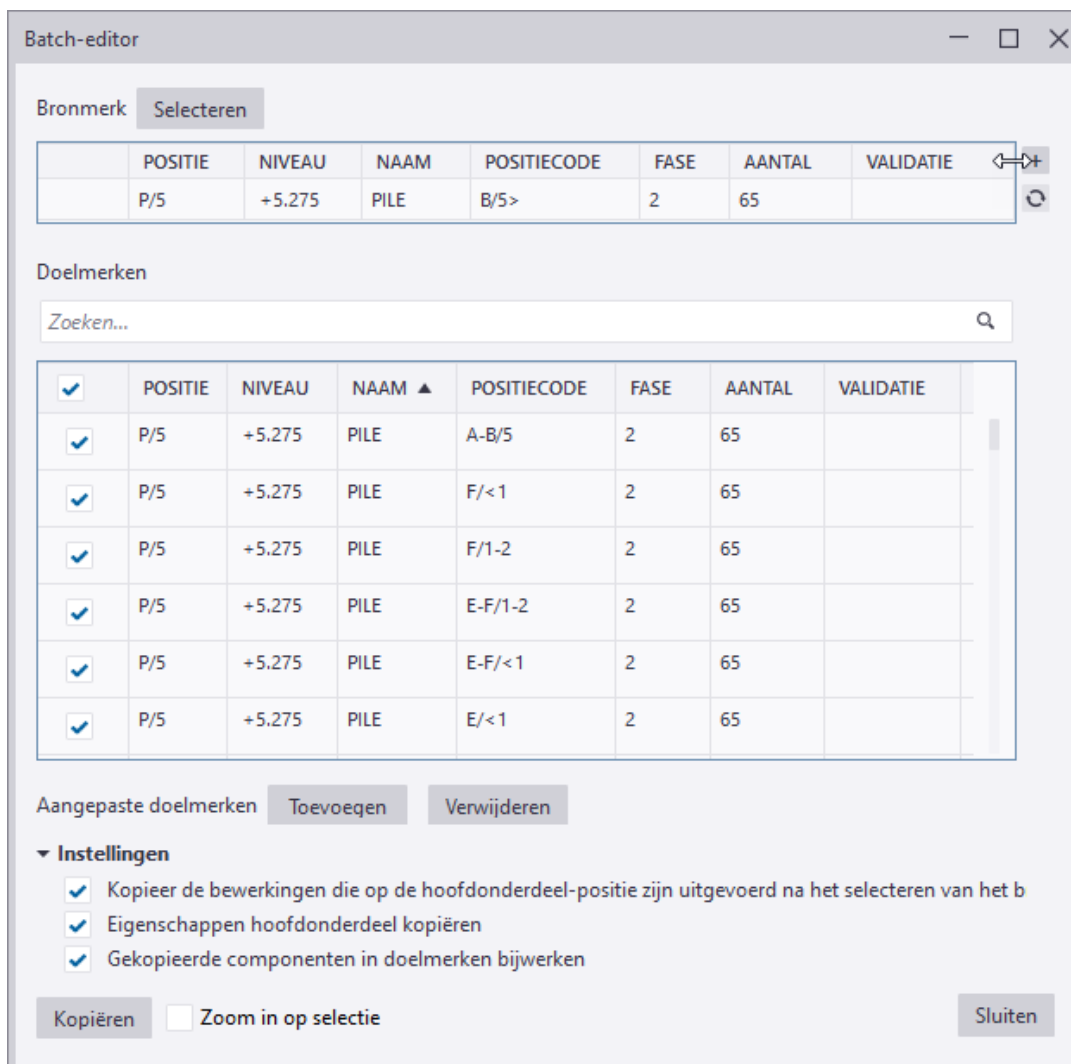 Batch-editor
Bronmerk Selecteren
POSITIE NIVEAU NAAM POSITIECODE FASE AANTAL VALIDATIE
P/5 +5.275 PILE B/5> 2 65
Doelmerken
Zoeken...
POSITIE NIVEAU NAAM POSITIECODE FASE AANTAL VALIDATIE
P/5 +5.275 PILE A-B/5 2 65
P/5 +5.275 PILE F/<1 2 65
P/5 +5.275 PILE F/1-2 2 65
P/5 +5.275 PILE E-F/1-2 2 65
P/5 +5.275 PILE E-F/<1 2 65
P/5 +5.275 PILE E/<1 2 65
Aangepaste doelmerken Toevoegen Verwijderen
Instellingen
Kopieer de bewerkingen die op de hoofdonderdeel-positie zijn uitgevoerd na het selecteren van het b
Eigenschappen hoofdonderdeel kopiëren
Gekopieerde componenten in doelmerken bijwerken
Kopiëren Zoom in op selectie Sluiten